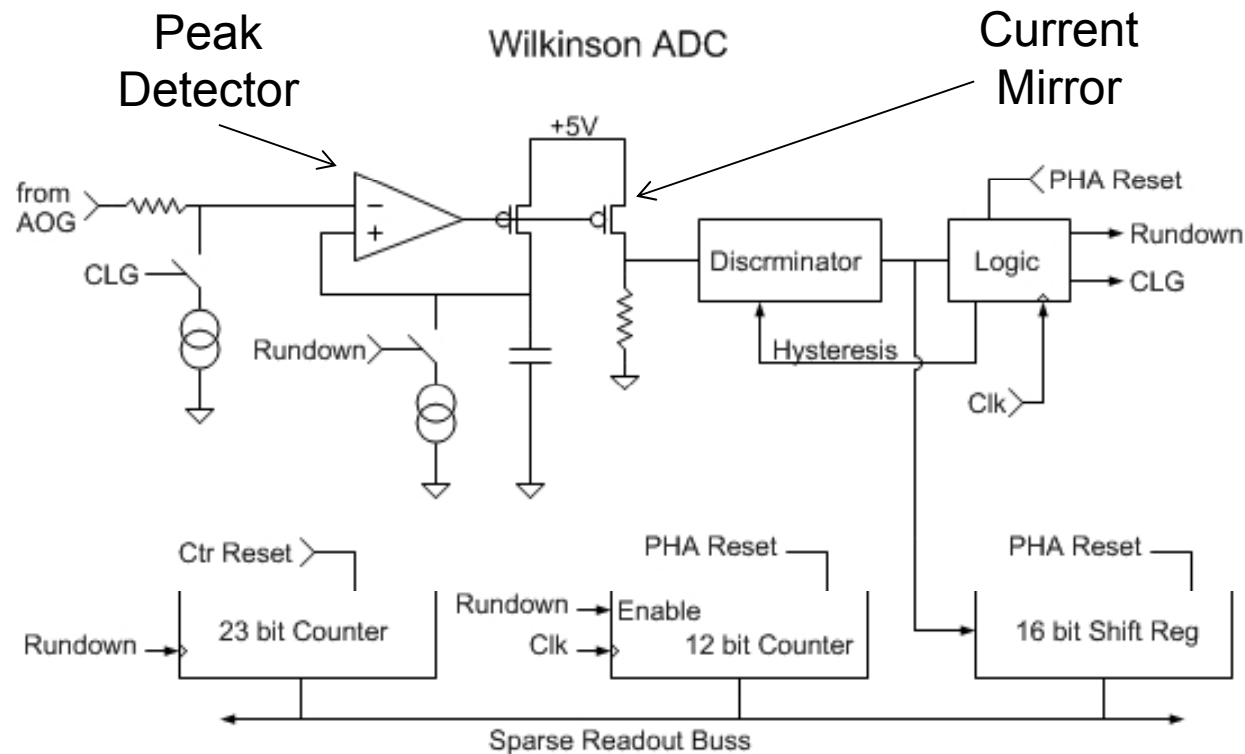 Peak
Detector
Wilkinson ADC
Current
Mirror
+5V
from
AOG
−
+
PHA Reset
Rundown
CLG
Discrminator
Logic
CLG
Rundown
Hysteresis
Clk
Ctr Reset
PHA Reset
PHA Reset
Rundown
23 bit Counter
Rundown
Enable
Clk
12 bit Counter
16 bit Shift Reg
Sparse Readout Buss